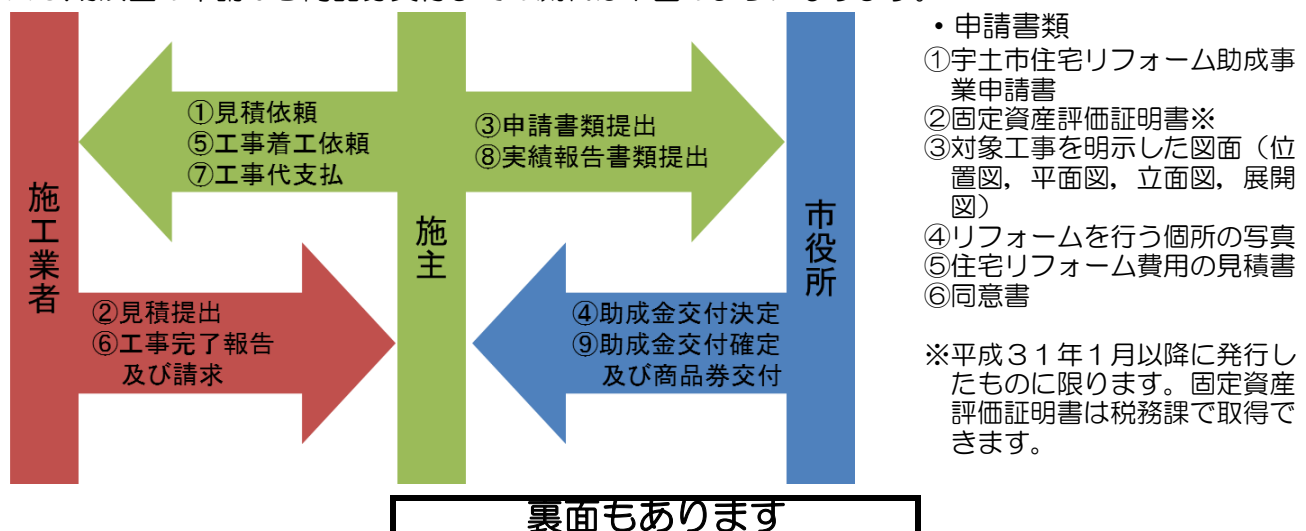 施工業者
①見積依頼
⑤工事着工依頼
⑦工事代支払
②見積提出
⑥工事完了報告
及び請求
施主
③申請書類提出
⑧実績報告書類提出
④助成金交付決定
⑨助成金交付確定
及び商品券交付
市役所
・申請書類
①宇土市住宅リフォーム助成事
業申請書
②固定資産評価証明書※
③対象工事を明示した図面（位
置図，平面図，立面図，展開
図）
④リフォームを行う個所の写真
⑤住宅リフォーム費用の見積書
⑥同意書
※平成３１年１月以降に発行し
たものに限ります。固定資産
評価証明書は税務課で取得で
きます。
裏面もあります